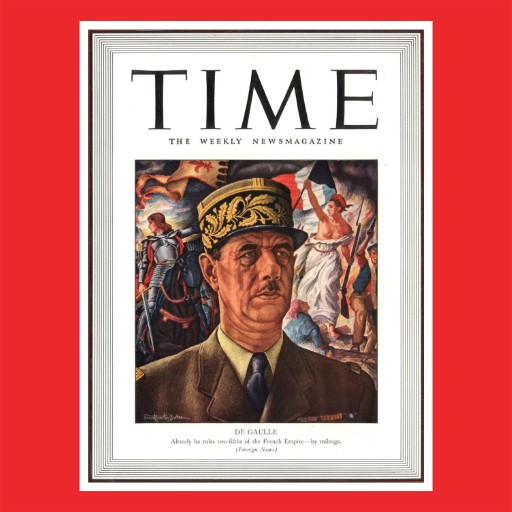 TIME
THE WEEKLY NEWSMAGAZINE
DE GAULLE
Already he rules two-fifths of the French Empire—by mileage.
(Foreign News)